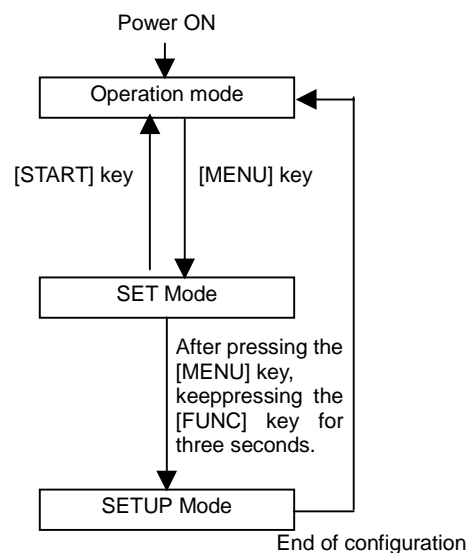 Power ON
Operation mode
[START] key
[MENU] key
SET Mode
After pressing the
[MENU] key,
keeppressing the
[FUNC] key for
three seconds.
SETUP Mode
End of configuration